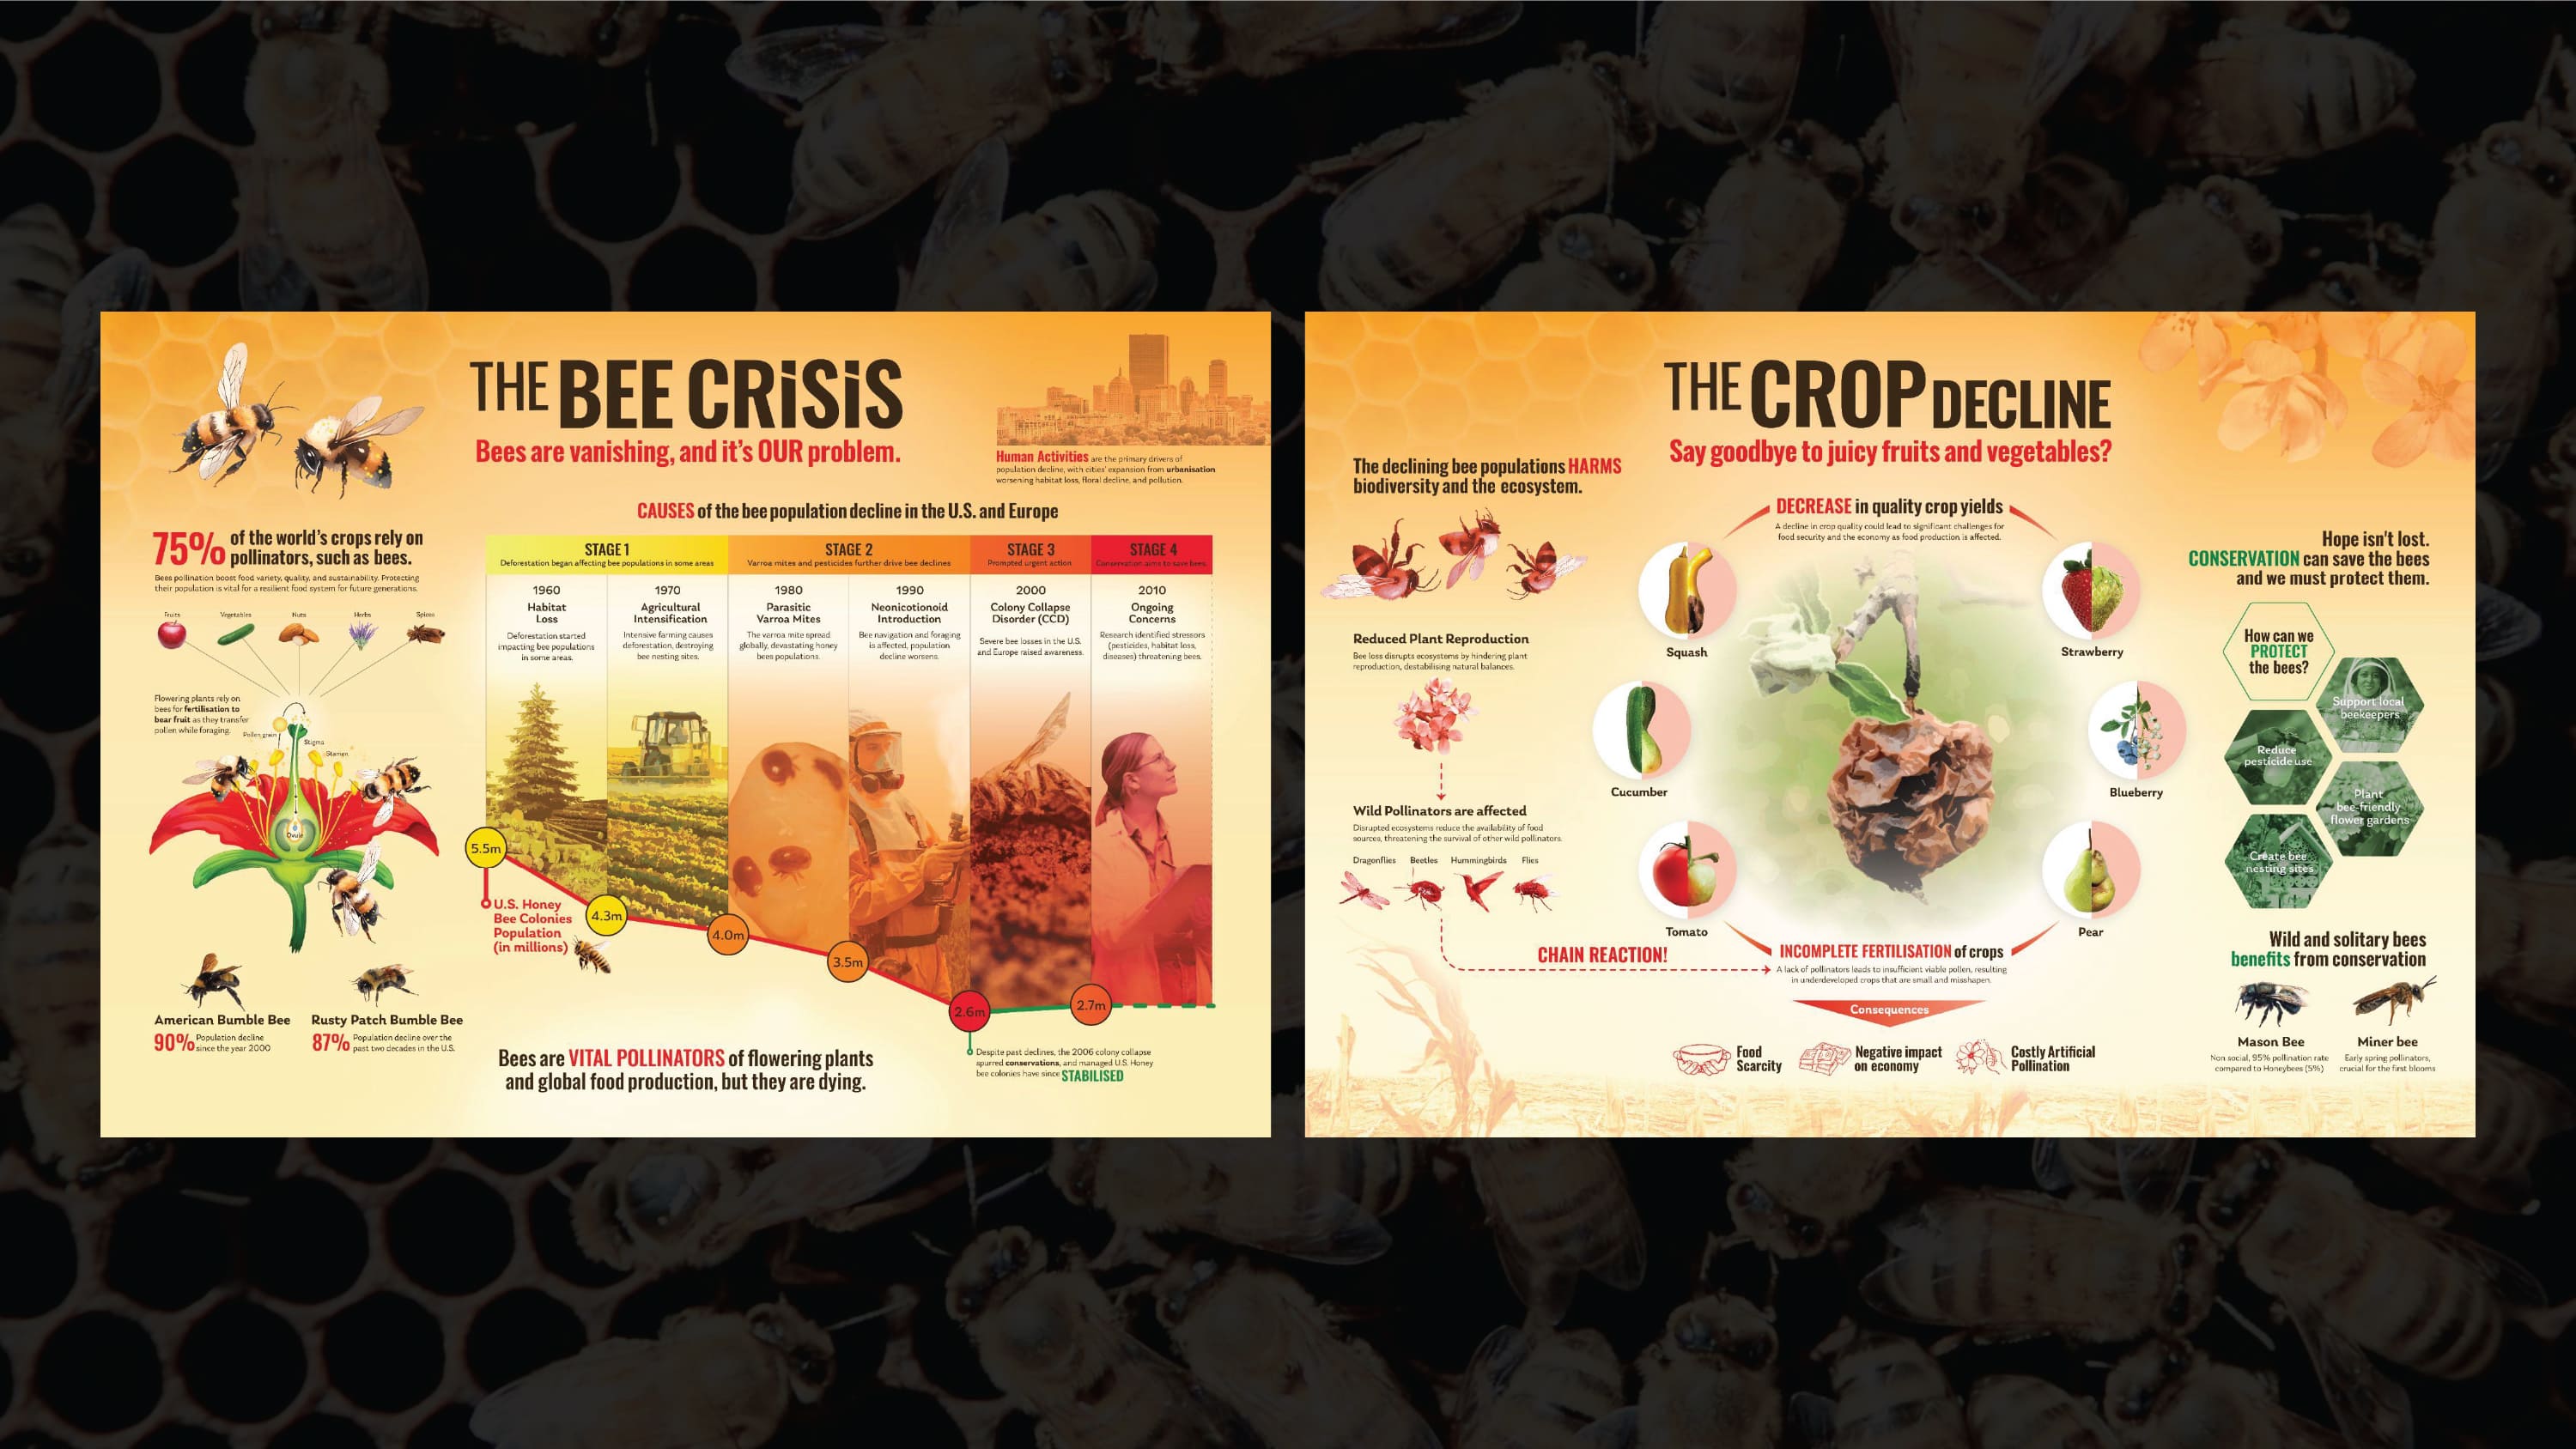 THE BEE CRiSiS
Bees are vanishing, and it's OUR problem.
Human Activities are the primary drivers of
population decline, with cities' expansion from urbanisation
worsening habitat loss, floral decline, and pollution.
75% of the world's crops rely on
pollinators, such as bees.
Bees pollination boost food variety, quality, and sustainability. Protecting
their population is vital for a resilient food system for future generations.
Fruits Vegetables Nuts Herbs Spices
Flowering plants rely on
bees for fertilisation to
bear fruit as they transfer
pollen while foraging.
Pollen grain
Stigma
Stamen
Ovule
American Bumble Bee
90% Population decline
since the year 2000
Rusty Patch Bumble Bee
87% Population decline over the
past two decades in the U.S.
CAUSES of the bee population decline in the U.S. and Europe
STAGE 1
Deforestation began affecting bee populations in some areas
STAGE 2
Varroa mites and pesticides further drive bee declines
STAGE 3
Prompted urgent action
STAGE 4
Conservation aims to save bees
1960
Habitat
Loss
Deforestation started
impacting bee populations
in some areas.
1970
Agricultural
Intensification
Intensive farming causes
deforestation, destroying
bee nesting sites.
1980
Parasitic
Varroa Mites
The varroa mite spread
globally, devastating honey
bees populations.
1990
Neonicotionoid
Introduction
Bee navigation and foraging
is affected, population
decline worsens.
2000
Colony Collapse
Disorder (CCD)
Severe bee losses in the U.S.
and Europe raised awareness.
2010
Ongoing
Concerns
Research identified stressors
(pesticides, habitat loss,
diseases) threatening bees.
5.5m
4.3m
4.0m
3.5m
2.6m
2.7m
U.S. Honey
Bee Colonies
Population
(in millions)
Despite past declines, the 2006 colony collapse
spurred conservations, and managed U.S. Honey
bee colonies have since STABILISED
Bees are VITAL POLLINATORS of flowering plants
and global food production, but they are dying.
THE CROP DECLINE
Say goodbye to juicy fruits and vegetables?
The declining bee populations HARMS
biodiversity and the ecosystem.
Reduced Plant Reproduction
Bee loss disrupts ecosystems by hindering plant
reproduction, destabilising natural balances.
Wild Pollinators are affected
Disrupted ecosystems reduce the availability of food
sources, threatening the survival of other wild pollinators.
Dragonflies Beetles Hummingbirds Flies
CHAIN REACTION!
DECREASE in quality crop yields
A decline in crop quality could lead to significant challenges for
food security and the economy as food production is affected.
Squash
Strawberry
Cucumber
Blueberry
Tomato
Pear
INCOMPLETE FERTILISATION of crops
A lack of pollinators leads to insufficient viable pollen, resulting
in underdeveloped crops that are small and misshapen.
Consequences
Food
Scarcity
Negative impact
on economy
Costly Artificial
Pollination
Hope isn't lost.
CONSERVATION can save the bees
and we must protect them.
How can we
PROTECT
the bees?
Support local
beekeepers
Reduce
pesticide use
Plant
bee-friendly
flower gardens
Create bee
nesting sites
Wild and solitary bees
benefits from conservation
Mason Bee
Non social, 95% pollination rate
compared to Honeybees (5%)
Miner bee
Early spring pollinators,
crucial for the first blooms